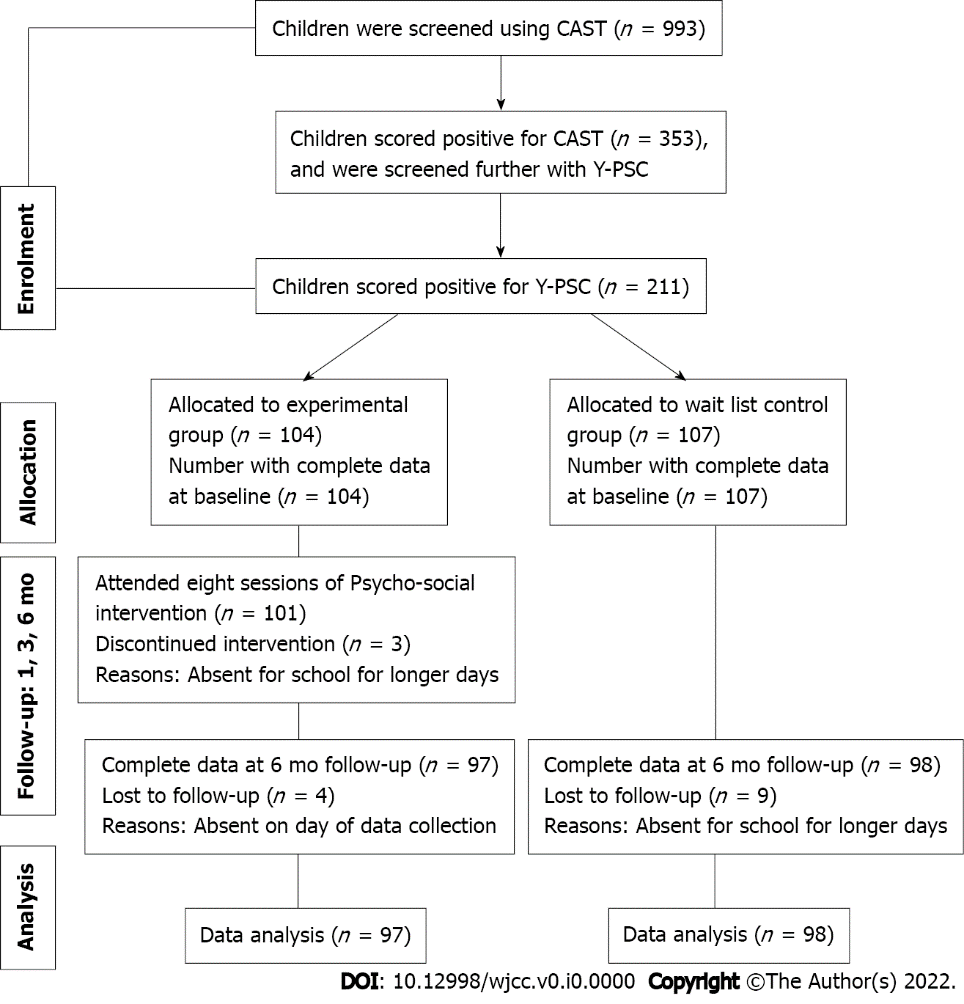 Children were screened using CAST (n = 993)
Children scored positive for CAST (n = 353),
and were screened further with Y-PSC
Enrolment
Children scored positive for Y-PSC (n = 211)
Allocation
Allocated to experimental
group (n = 104)
Number with complete data
at baseline (n = 104)
Allocated to wait list control
group (n = 107)
Number with complete data
at baseline (n = 107)
Follow-up: 1, 3, 6 mo
Attended eight sessions of Psycho-social
intervention (n = 101)
Discontinued intervention (n = 3)
Reasons: Absent for school for longer days
Complete data at 6 mo follow-up (n = 97)
Lost to follow-up (n = 4)
Reasons: Absent on day of data collection
Complete data at 6 mo follow-up (n = 98)
Lost to follow-up (n = 9)
Reasons: Absent for school for longer days
Analysis
Data analysis (n = 97)
Data analysis (n = 98)
DOI: 10.12998/wjcc.v0.i0.0000 Copyright ©The Author(s) 2022.